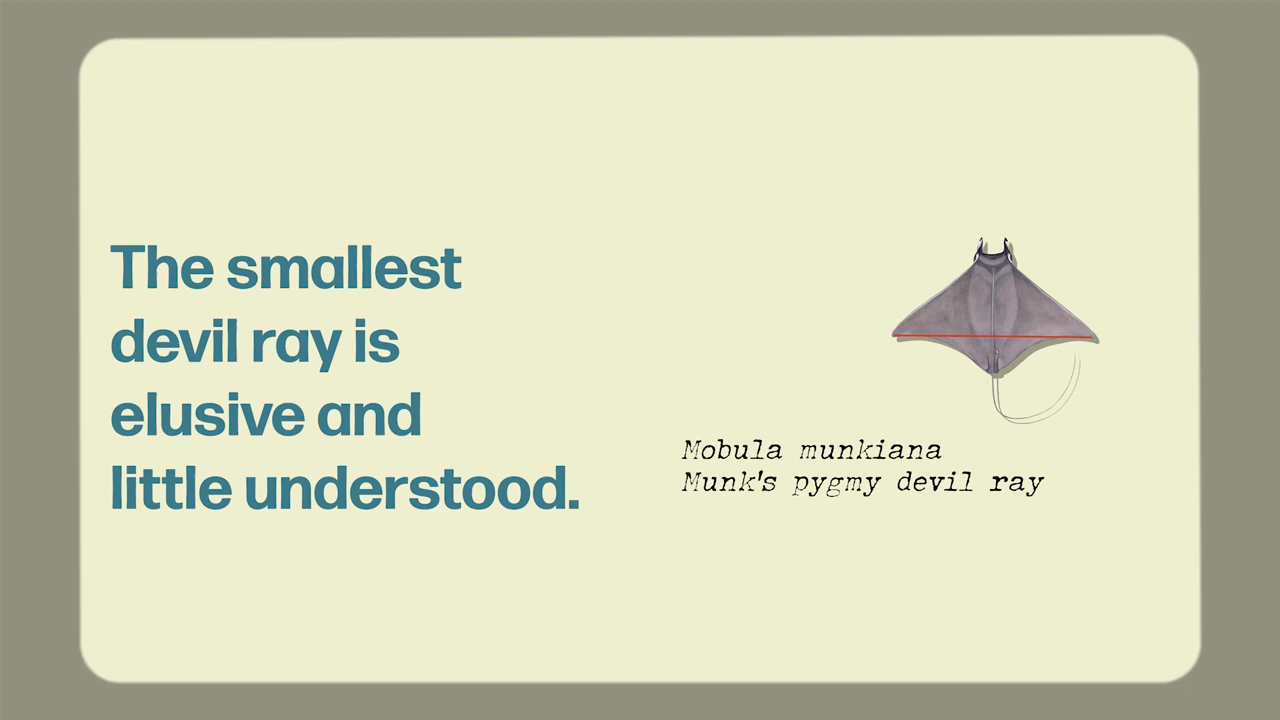 The smallest
devil ray is
elusive and
little understood.
Mobula munkiana
Munk's pygmy devil ray